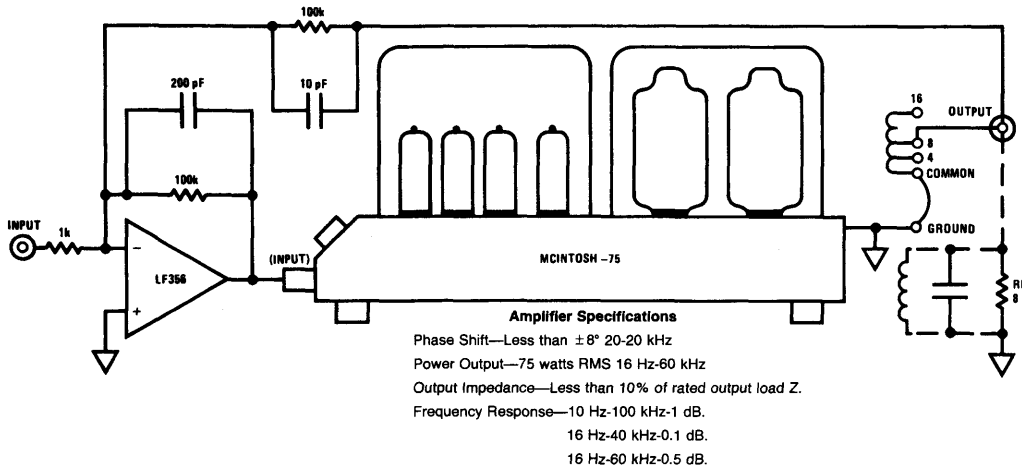 100k
200 pF
10 pF
16
OUTPUT
8
4
COMMON
100k
INPUT
1k
−
(INPUT)
GROUND
LF356
MCINTOSH –75
+
8
Amplifier Specifications
Phase Shift—Less than ±8° 20-20 kHz
Power Output—75 watts RMS 16 Hz-60 kHz
Output Impedance—Less than 10% of rated output load Z.
Frequency Response—10 Hz-100 kHz-1 dB.
16 Hz-40 kHz-0.1 dB.
16 Hz-60 kHz-0.5 dB.